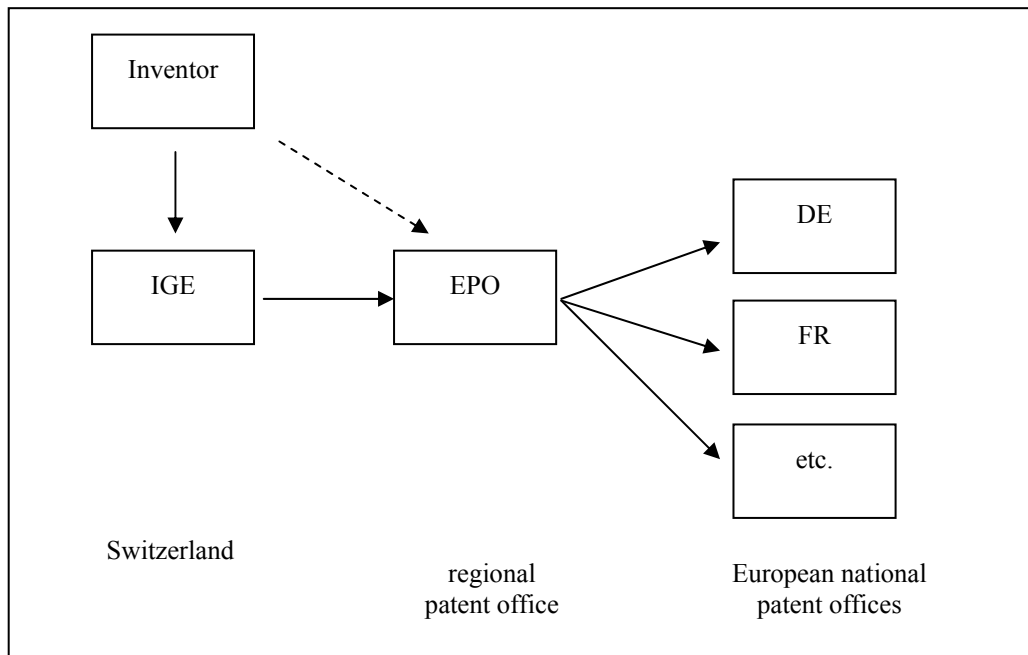 Inventor
IGE
EPO
DE
FR
etc.
Switzerland
regional
patent office
European national
patent offices